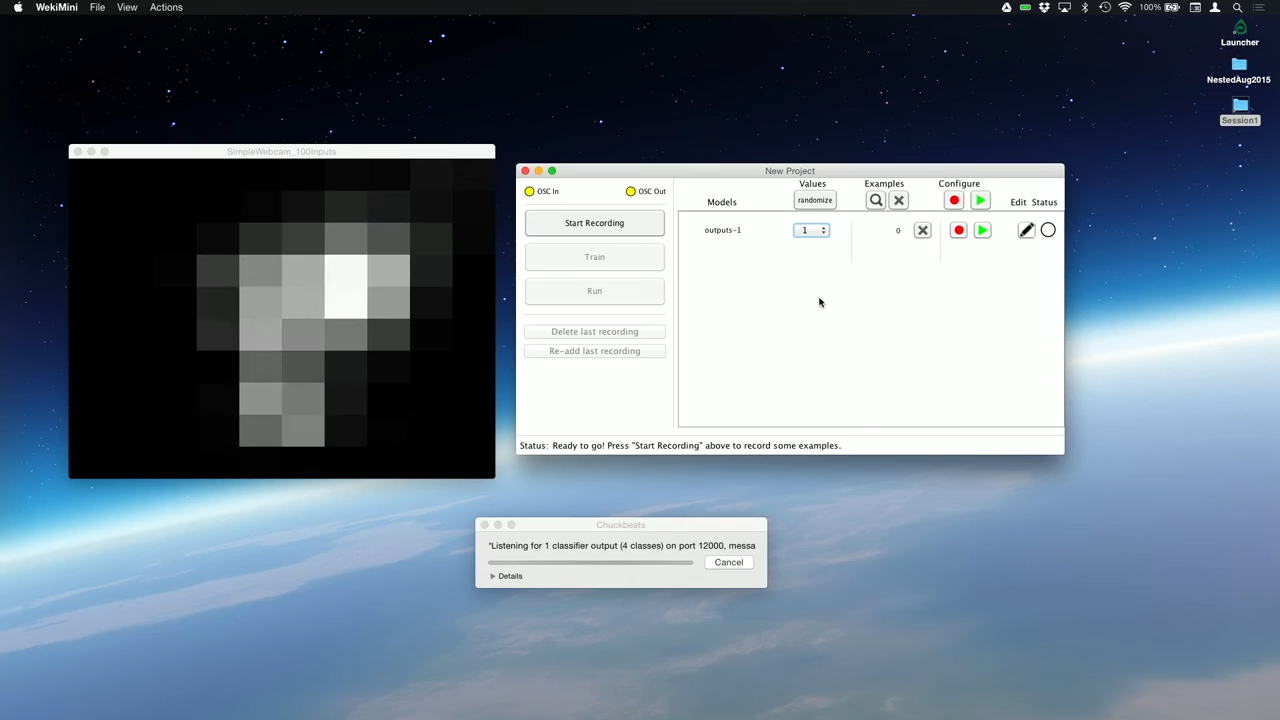 WekiMini File View Actions
100%
Launcher
NestedAug2015
Session1
SimpleWebcam_100Inputs
New Project
OSC In
OSC Out
Values
Examples
Configure
Models
randomize
Edit
Status
Start Recording
outputs-1
1
0
Train
Run
Delete last recording
Re-add last recording
Status: Ready to go! Press "Start Recording" above to record some examples.
Chuckbeats
"Listening for 1 classifier output (4 classes) on port 12000, messa
Cancel
Details